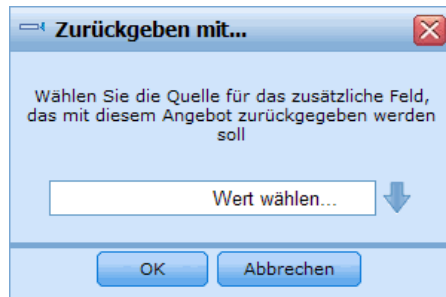 Zurückgeben mit...
Wählen Sie die Quelle für das zusätzliche Feld,
das mit diesem Angebot zurückgegeben werden
soll
Wert wählen...
OK
Abbrechen